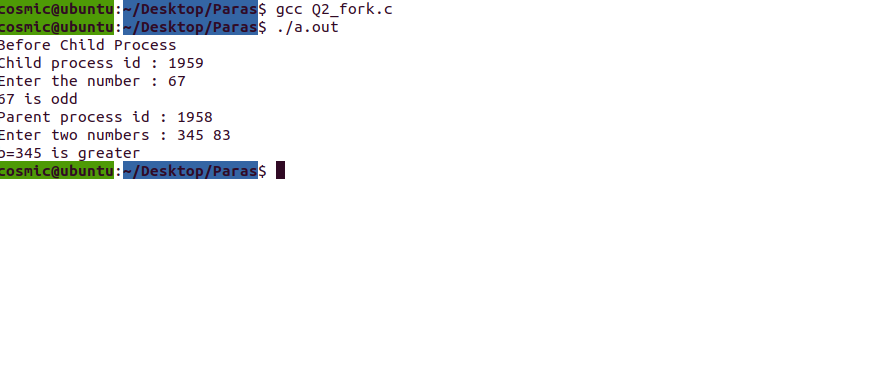 cosmic@ubuntu:~/Desktop/Paras$ gcc Q2_fork.c
cosmic@ubuntu:~/Desktop/Paras$ ./a.out
Before Child Process
Child process id : 1959
Enter the number : 67
67 is odd
Parent process id : 1958
Enter two numbers : 345 83
p=345 is greater
cosmic@ubuntu:~/Desktop/Paras$